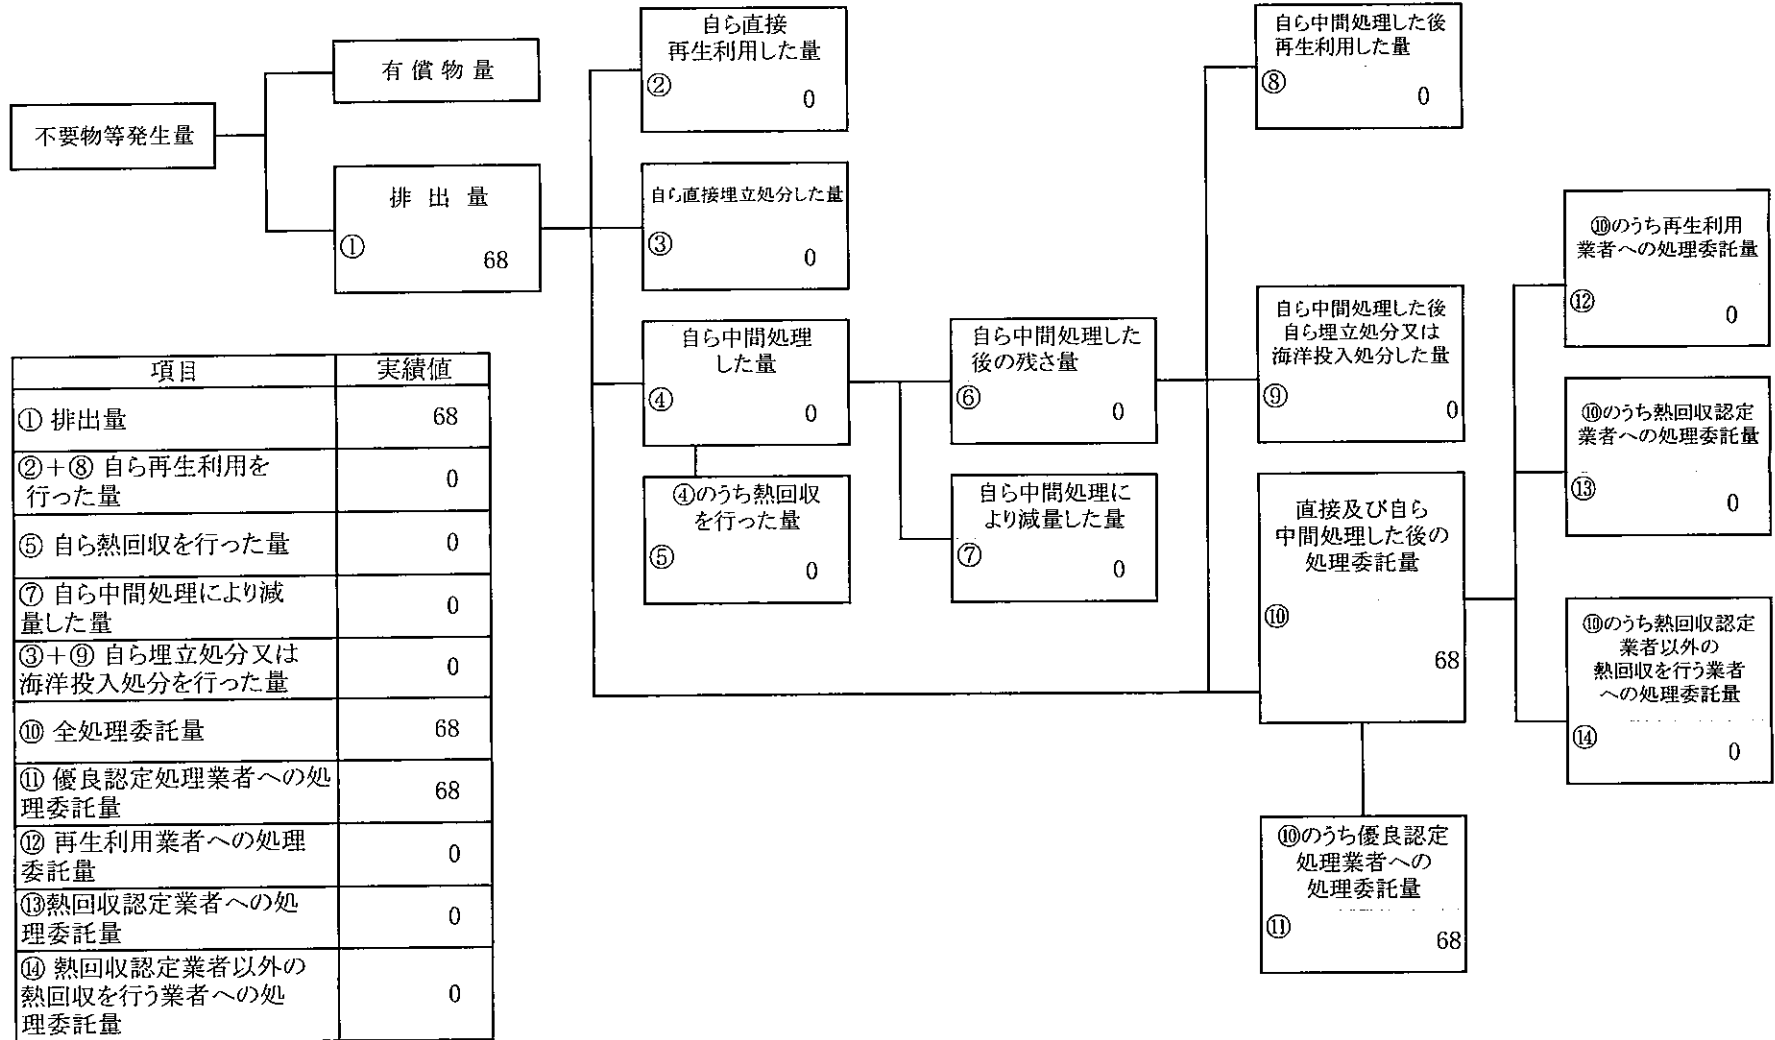 不要物等発生量
有償物量
排出量
①
68
自ら直接
再生利用した量
②
0
自ら直接埋立処分した量
③
0
自ら中間処理
した量
④
0
④のうち熱回収
を行った量
⑤
0
自ら中間処理した
後の残さ量
⑥
0
自ら中間処理に
より減量した量
⑦
0
自ら中間処理した後
再生利用した量
⑧
0
自ら中間処理した後
自ら埋立処分又は
海洋投入処分した量
⑨
0
直接及び自ら
中間処理した後の
処理委託量
⑩
68
⑩のうち優良認定
処理業者への
処理委託量
⑪
68
⑩のうち再生利用
業者への処理委託量
⑫
0
⑩のうち熱回収認定
業者への処理委託量
⑬
0
⑩のうち熱回収認定
業者以外の
熱回収を行う業者
への処理委託量
⑭
0
項目 実績値
① 排出量 68
②+⑧ 自ら再生利用を
行った量 0
⑤ 自ら熱回収を行った量 0
⑦ 自ら中間処理により減
量した量 0
③+⑨ 自ら埋立処分又は
海洋投入処分を行った量 0
⑩ 全処理委託量 68
⑪ 優良認定処理業者への処
理委託量 68
⑫ 再生利用業者への処理
委託量 0
⑬熱回収認定業者への処
理委託量 0
⑭ 熱回収認定業者以外の
熱回収を行う業者への処
理委託量 0